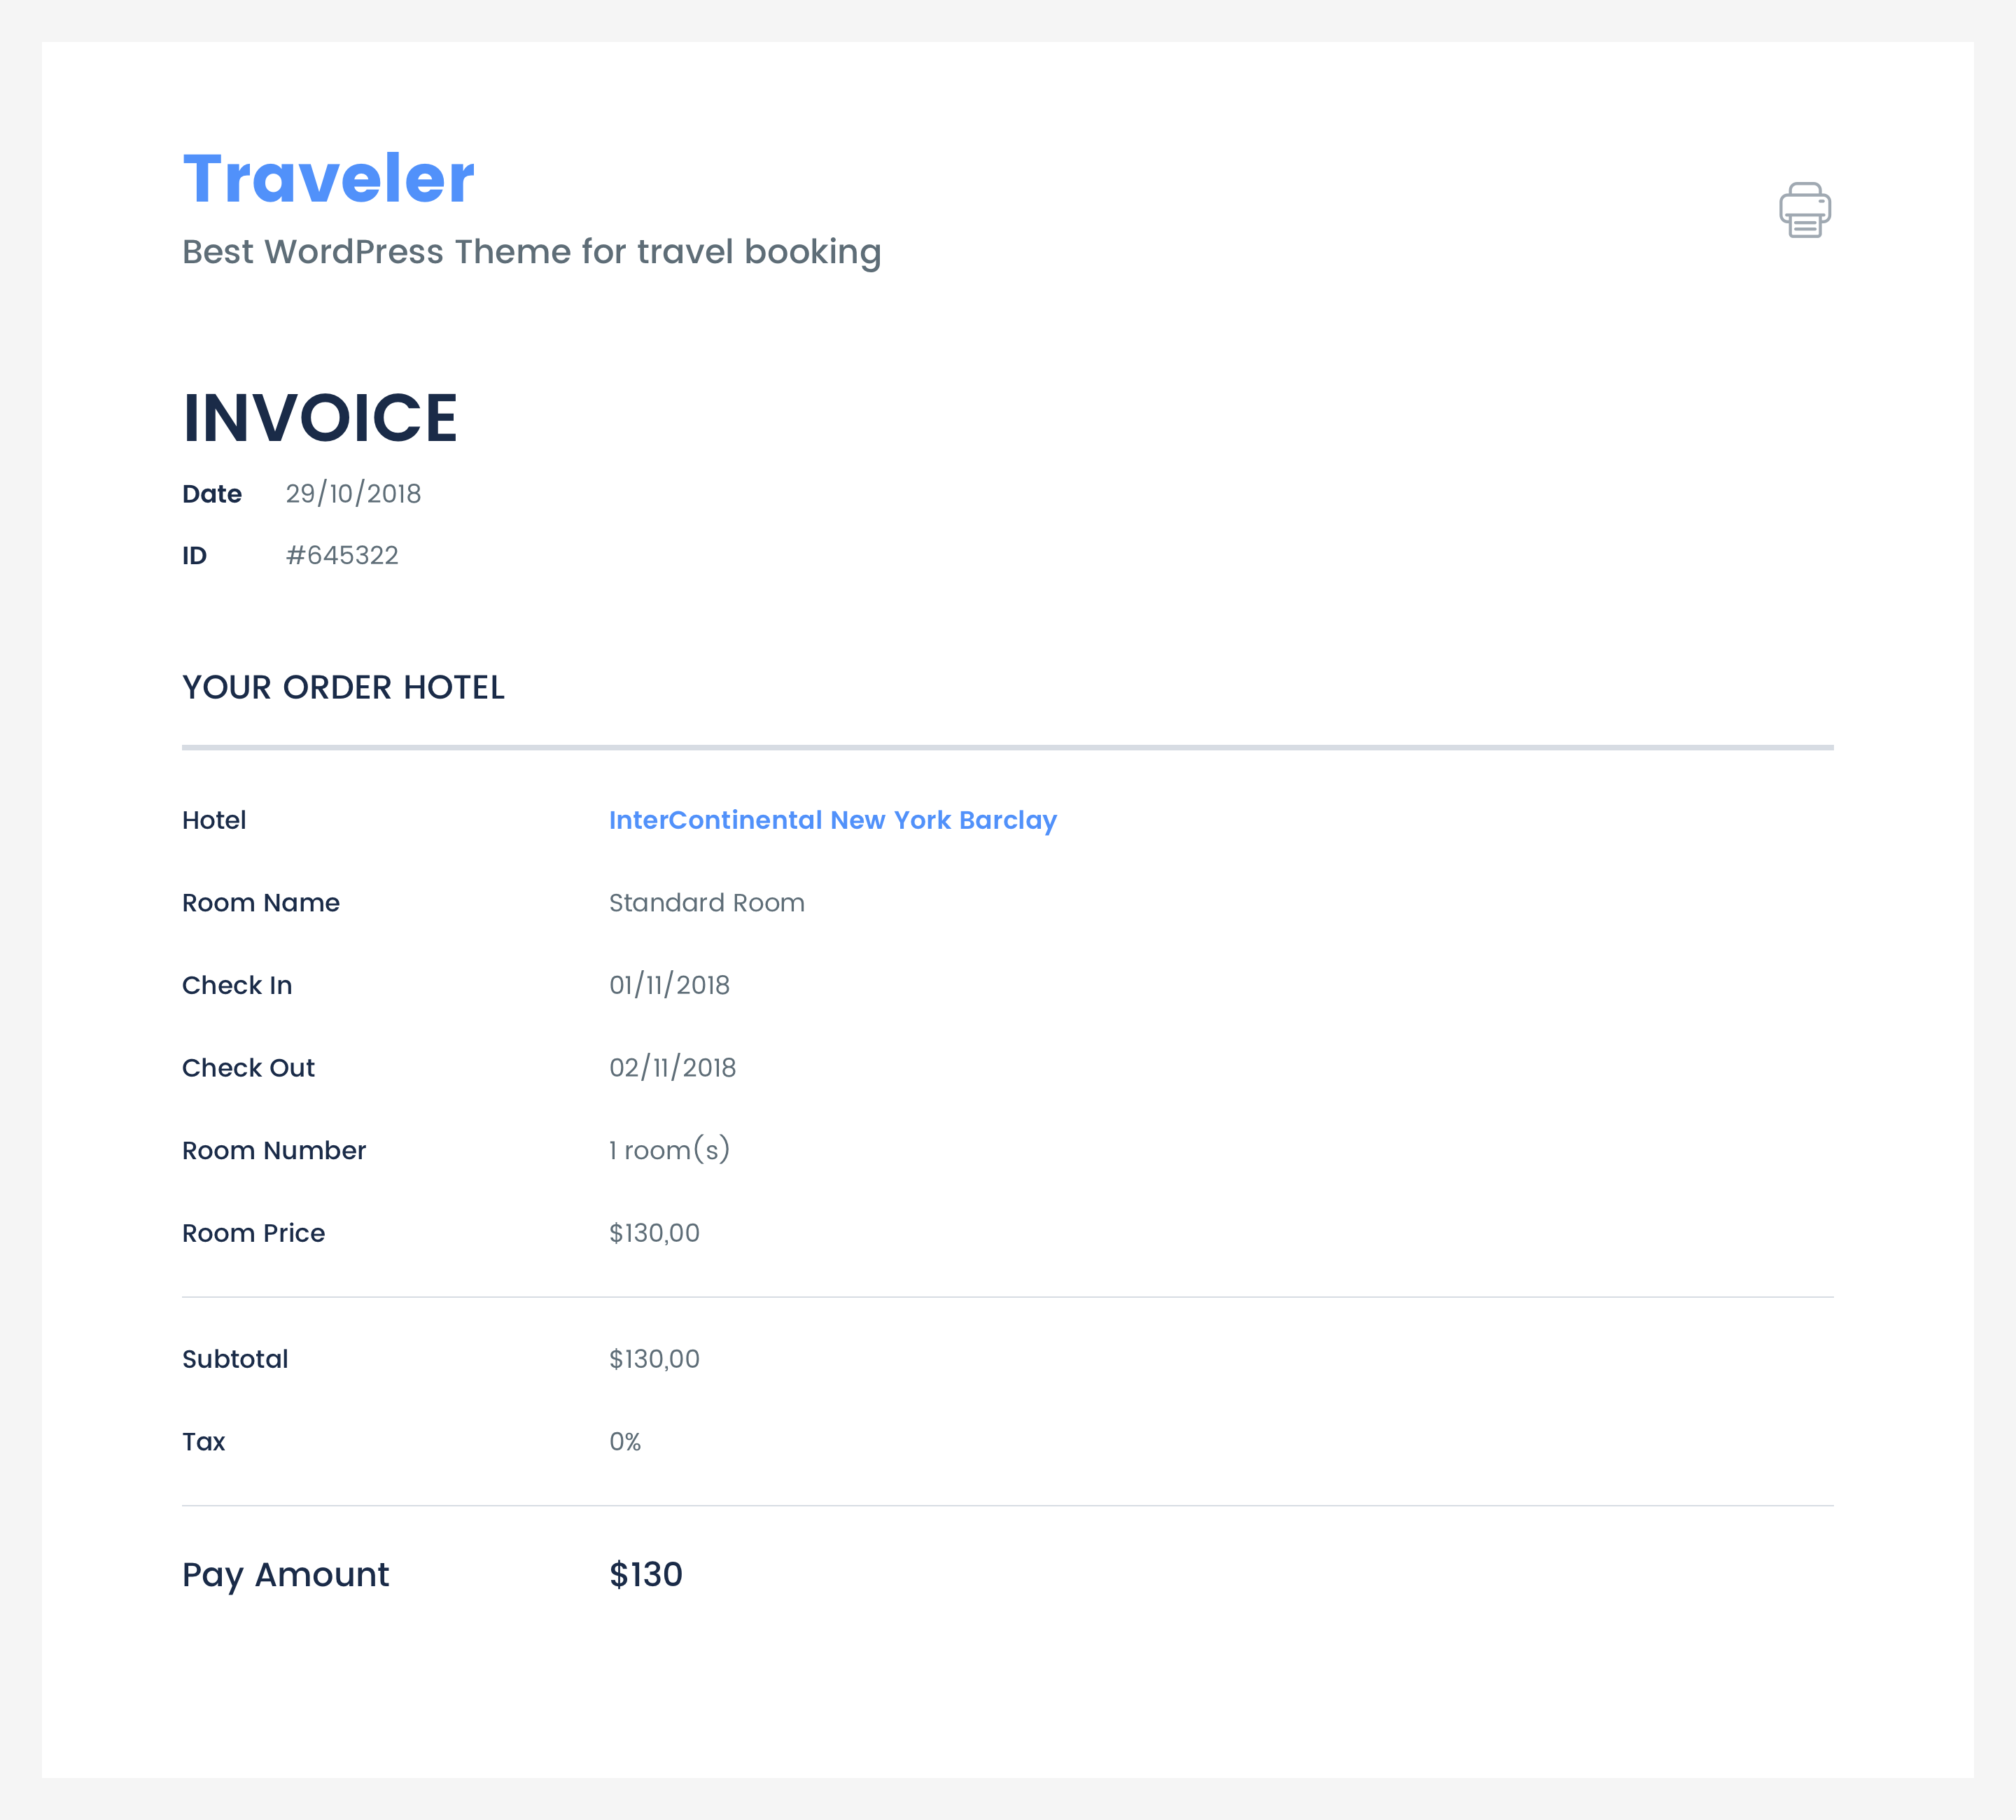 Traveler
Best WordPress Theme for travel booking
INVOICE
Date 29/10/2018
ID #645322
YOUR ORDER HOTEL
Hotel InterContinental New York Barclay
Room Name Standard Room
Check In 01/11/2018
Check Out 02/11/2018
Room Number 1 room(s)
Room Price $130,00
Subtotal $130,00
Tax 0%
Pay Amount $130